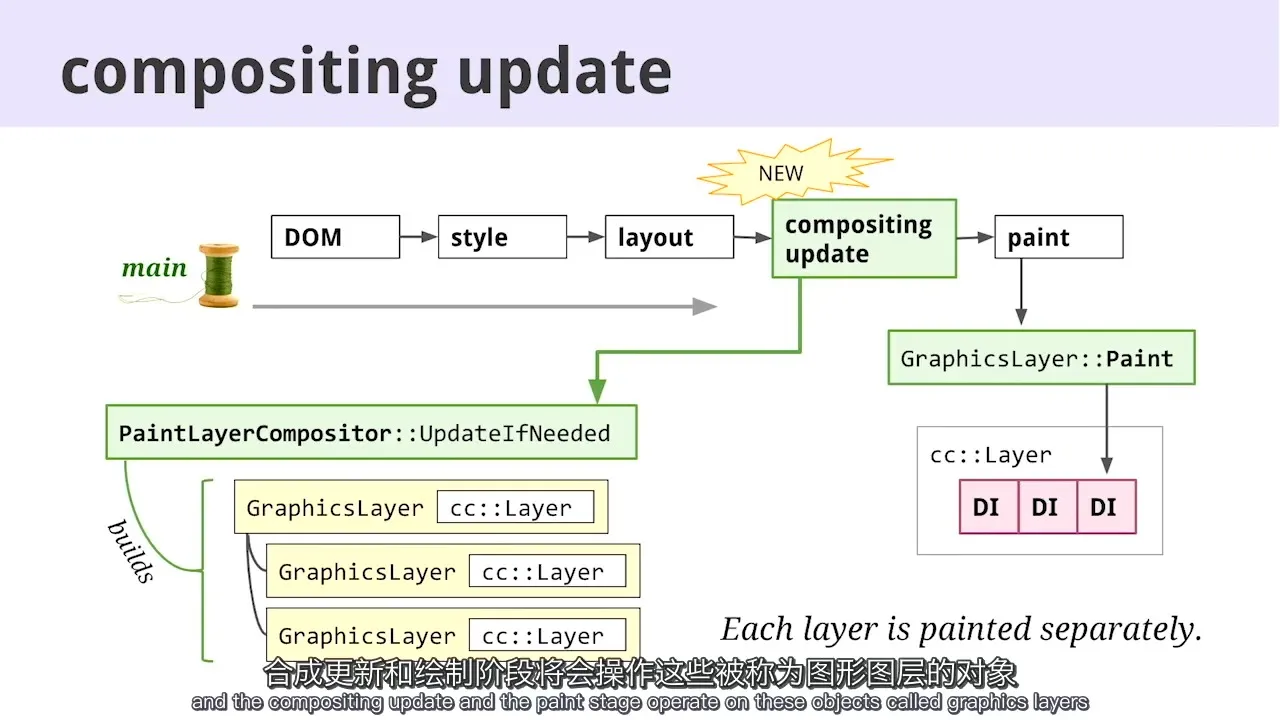 compositing update
NEW
DOM
style
layout
compositing
update
paint
main
GraphicsLayer::Paint
PaintLayerCompositor::UpdateIfNeeded
cc::Layer
DI DI DI
builds
GraphicsLayer cc::Layer
GraphicsLayer cc::Layer
GraphicsLayer cc::Layer
Each layer is painted separately.
合成更新和绘制阶段将会操作这些被称为图形图层的对象
and the compositing update and the paint stage operate on these objects called graphics layers